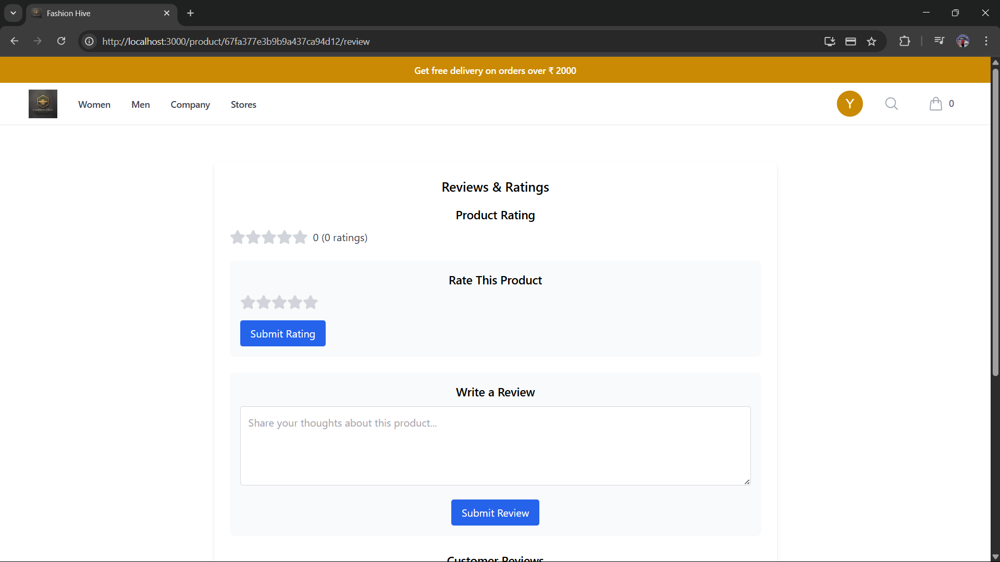 Fashion Hive
http://localhost:3000/product/67fa377e3b9b9a437ca94d12/review
Get free delivery on orders over ₹ 2000
FASHION HIVE
Women
Men
Company
Stores
Y
0
Reviews & Ratings
Product Rating
0 (0 ratings)
Rate This Product
Submit Rating
Write a Review
Share your thoughts about this product...
Submit Review
Customer Reviews